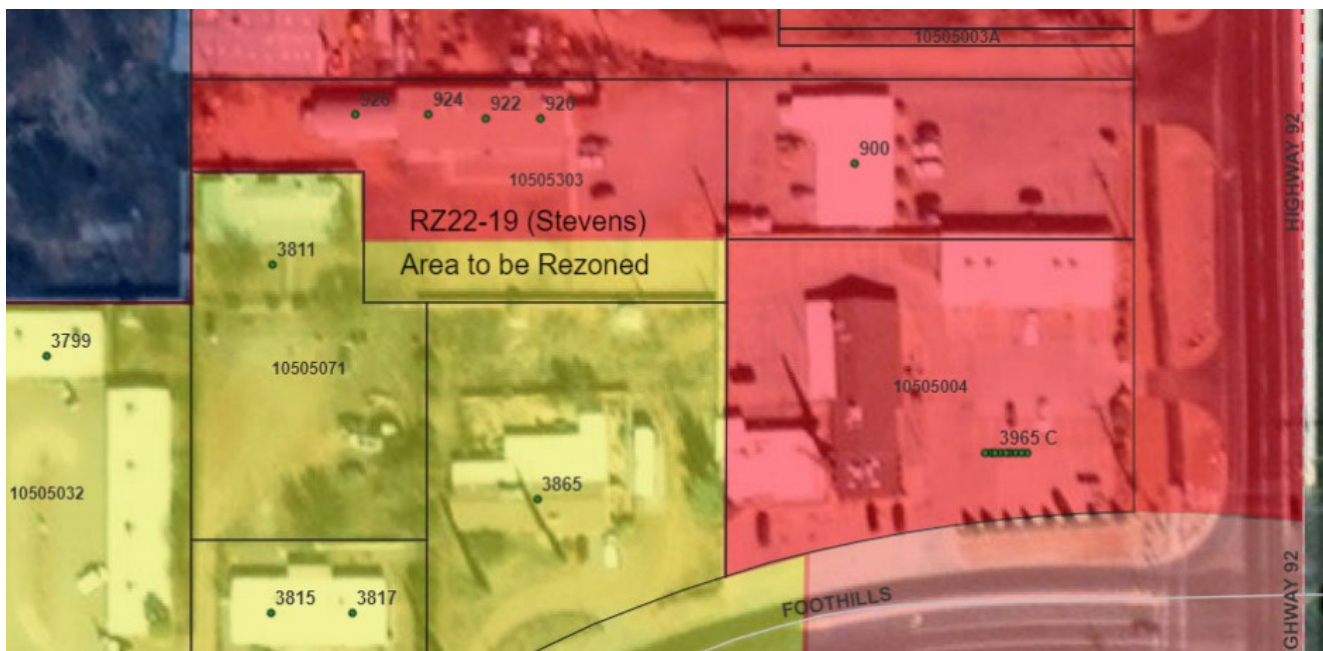 10505003A
926
924
922
920
900
10505303
RZ22-19 (Stevens)
Area to be Rezoned
3811
3799
10505071
10505004
3965 C
10505032
3865
3815
3817
FOOTHILLS
HIGHWAY 92
GHWAY 92